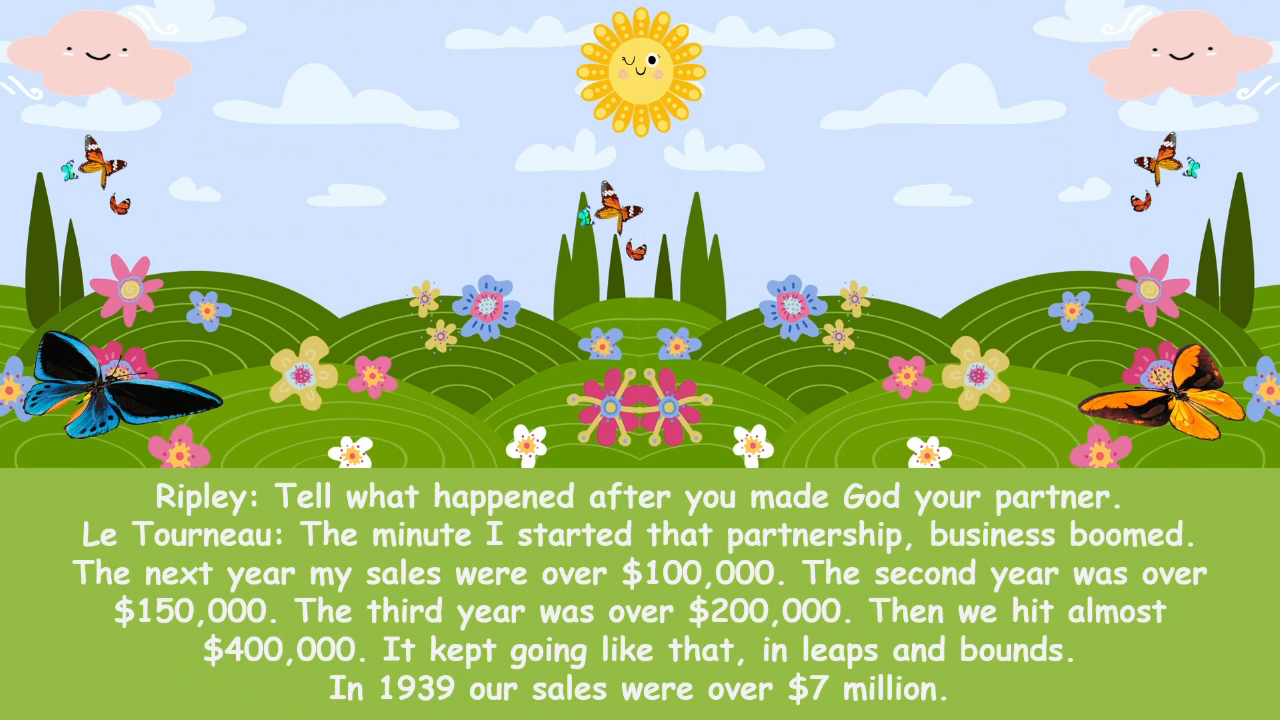 Ripley: Tell what happened after you made God your partner.
Le Tourneau: The minute I started that partnership, business boomed.
The next year my sales were over $100,000. The second year was over
$150,000. The third year was over $200,000. Then we hit almost
$400,000. It kept going like that, in leaps and bounds.
In 1939 our sales were over $7 million.